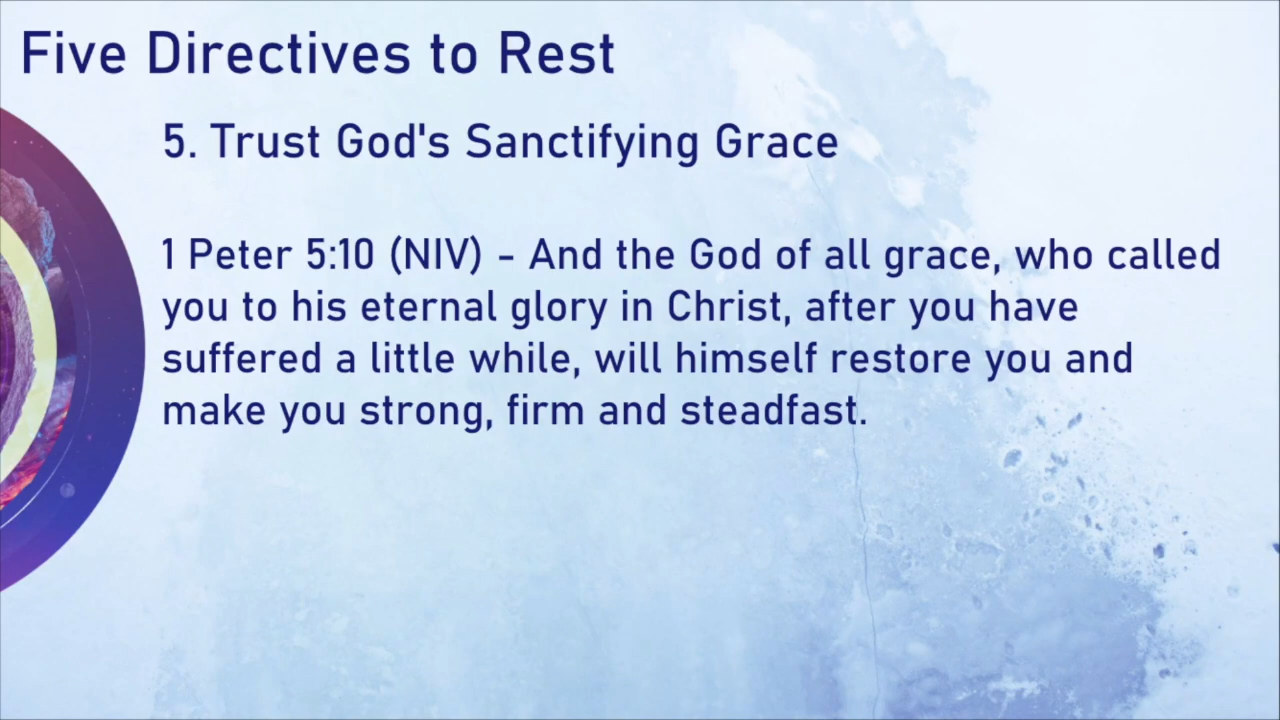 Five Directives to Rest
5. Trust God's Sanctifying Grace
1 Peter 5:10 (NIV) - And the God of all grace, who called
you to his eternal glory in Christ, after you have
suffered a little while, will himself restore you and
make you strong, firm and steadfast.